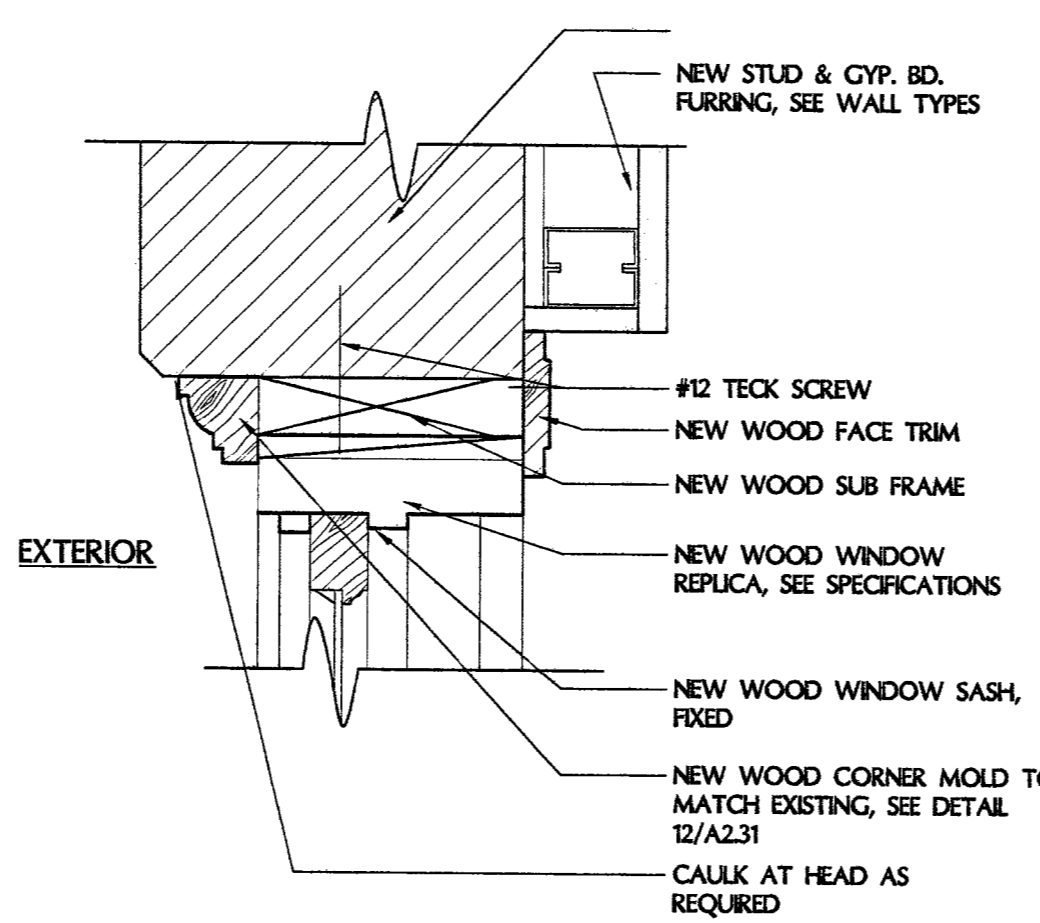 NEW STUD & GYP. BD.
FURRING, SEE WALL TYPES
#12 TECK SCREW
NEW WOOD FACE TRIM
NEW WOOD SUB FRAME
EXTERIOR
NEW WOOD WINDOW
REPLICA, SEE SPECIFICATIONS
NEW WOOD WINDOW SASH,
FIXED
NEW WOOD CORNER MOLD TO
MATCH EXISTING, SEE DETAIL
12/A2.31
CAULK AT HEAD AS
REQUIRED